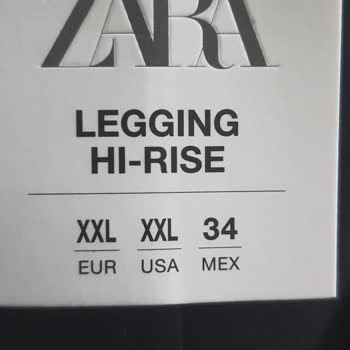 ZARA
LEGGING
HI-RISE
XXL XXL 34
EUR USA MEX